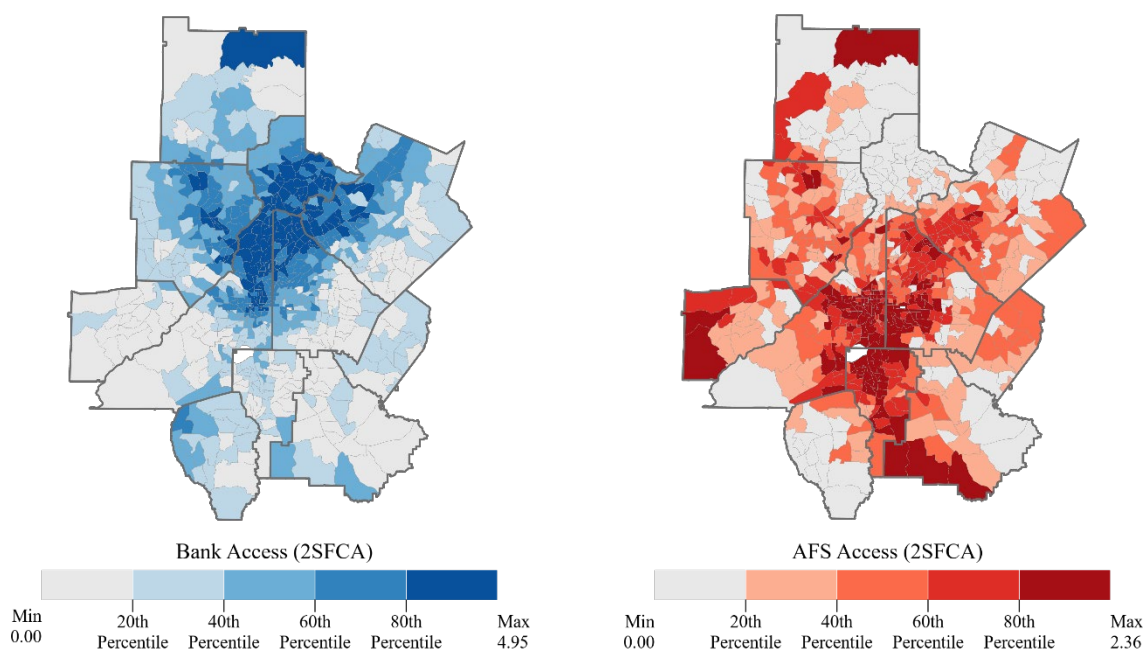 Bank Access (2SFCA)
Min
0.00
20th
Percentile
40th
Percentile
60th
Percentile
80th
Percentile
Max
4.95
AFS Access (2SFCA)
Min
0.00
20th
Percentile
40th
Percentile
60th
Percentile
80th
Percentile
Max
2.36